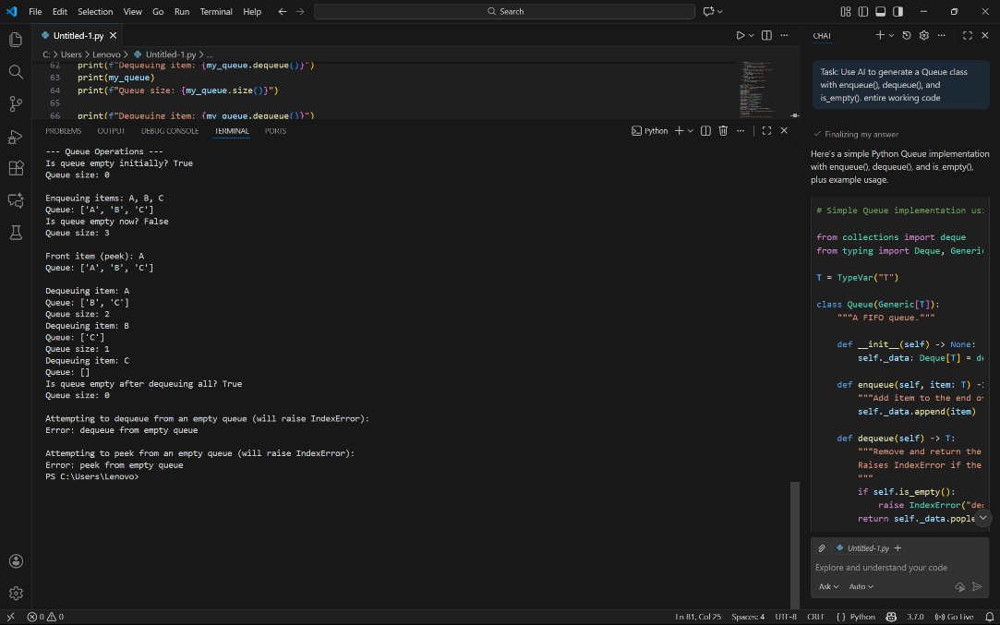 File Edit Selection View Go Run Terminal Help
Search
Untitled-1.py
C: > Users > Lenovo > Untitled-1.py > ...
62 print(f"Dequeuing item: {my_queue.dequeue()}")
63 print(my_queue)
64 print(f"Queue size: {my_queue.size()}")
65
66 print(f"Dequeuing item: {my_queue.dequeue()}")
PROBLEMS OUTPUT DEBUG CONSOLE TERMINAL PORTS
Python
--- Queue Operations ---
Is queue empty initially? True
Queue size: 0
Enqueuing items: A, B, C
Queue: ['A', 'B', 'C']
Is queue empty now? False
Queue size: 3
Front item (peek): A
Queue: ['A', 'B', 'C']
Dequeuing item: A
Queue: ['B', 'C']
Queue size: 2
Dequeuing item: B
Queue: ['C']
Queue size: 1
Dequeuing item: C
Queue: []
Is queue empty after dequeuing all? True
Queue size: 0
Attempting to dequeue from an empty queue (will raise IndexError):
Error: dequeue from empty queue
Attempting to peek from an empty queue (will raise IndexError):
Error: peek from empty queue
PS C:\Users\Lenovo>
CHAT
Task: Use AI to generate a Queue class
with enqueue(), dequeue(), and
is_empty(). entire working code
Finalizing my answer
Here's a simple Python Queue implementation
with enqueue(), dequeue(), and is_empty(),
plus example usage.
# Simple Queue implementation usi
from collections import deque
from typing import Deque, Generic
T = TypeVar("T")
class Queue(Generic[T]):
"""A FIFO queue."""
def __init__(self) -> None:
self._data: Deque[T] = de
def enqueue(self, item: T) -
"""Add item to the end o
self._data.append(item)
def dequeue(self) -> T:
"""Remove and return the
Raises IndexError if the
"""
if self.is_empty():
raise IndexError("de
return self._data.pople
Untitled-1.py
Explore and understand your code
Ask Auto
0 0 Ln 81, Col 25 Spaces: 4 UTF-8 CRLF { } Python 3.7.0 Go Live